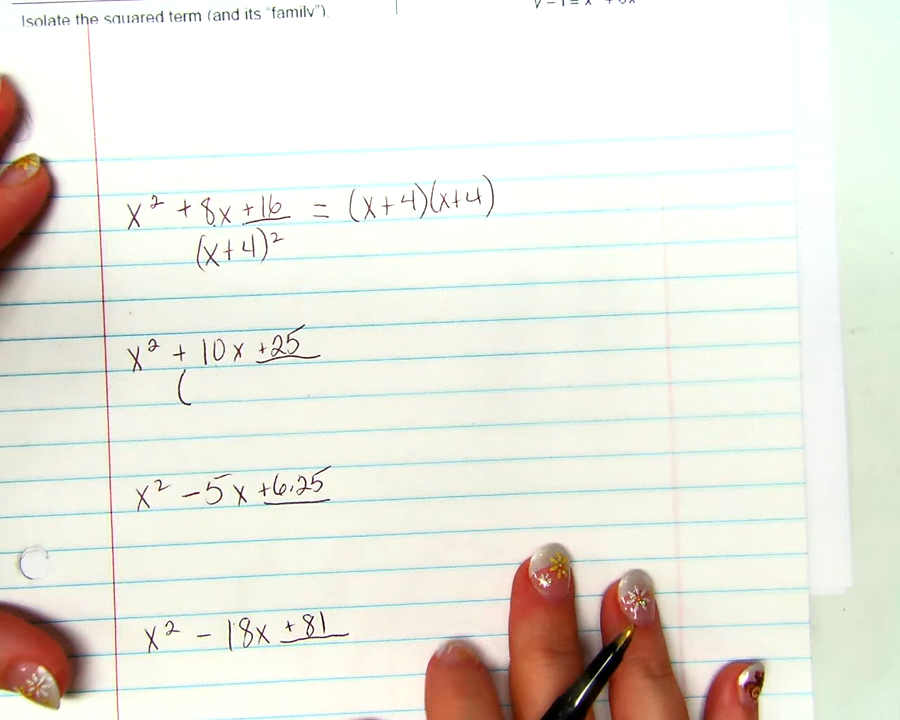 Isolate the squared term (and its "family").
x² + 8x +16 = (x+4)(x+4)
(x+4)²
x² + 10x +25
(
x² - 5x +6.25
x² - 18x +81